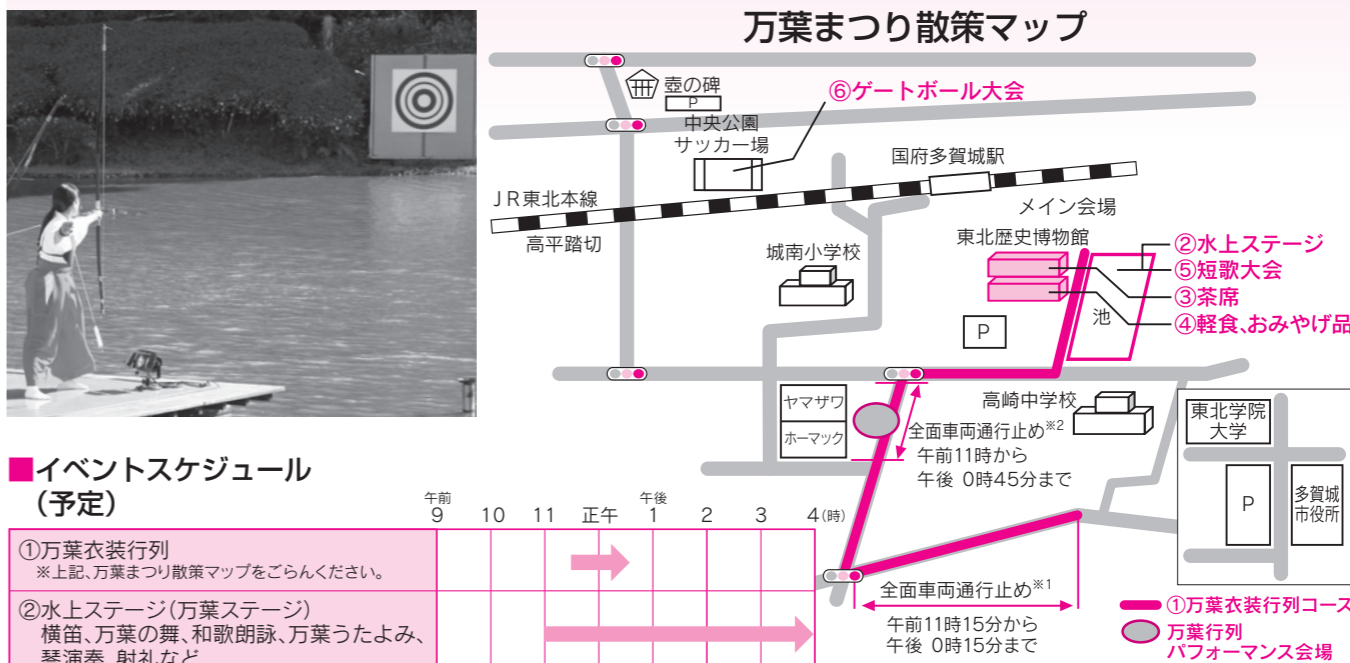 万葉まつり散策マップ
壺の碑
P
⑥ゲートボール大会
中央公園
サッカー場
国府多賀城駅
JR東北本線
高平踏切
メイン会場
城南小学校
東北歴史博物館
②水上ステージ
⑤短歌大会
③茶席
④軽食、おみやげ品
池
P
ヤマザワ
ホーマック
高崎中学校
全面車両通行止め※2
午前11時から
午後 0時45分まで
東北学院
大学
P
多賀城
市役所
全面車両通行止め※1
午前11時15分から
午後 0時15分まで
①万葉衣装行列コース
万葉行列
パフォーマンス会場
■イベントスケジュール
(予定)
午前 午後
9 10 11 正午 1 2 3 4(時)
①万葉衣装行列
※上記、万葉まつり散策マップをごらんください。
②水上ステージ(万葉ステージ)
横笛、万葉の舞、和歌朗詠、万葉うたよみ、
琴演奏、射礼など